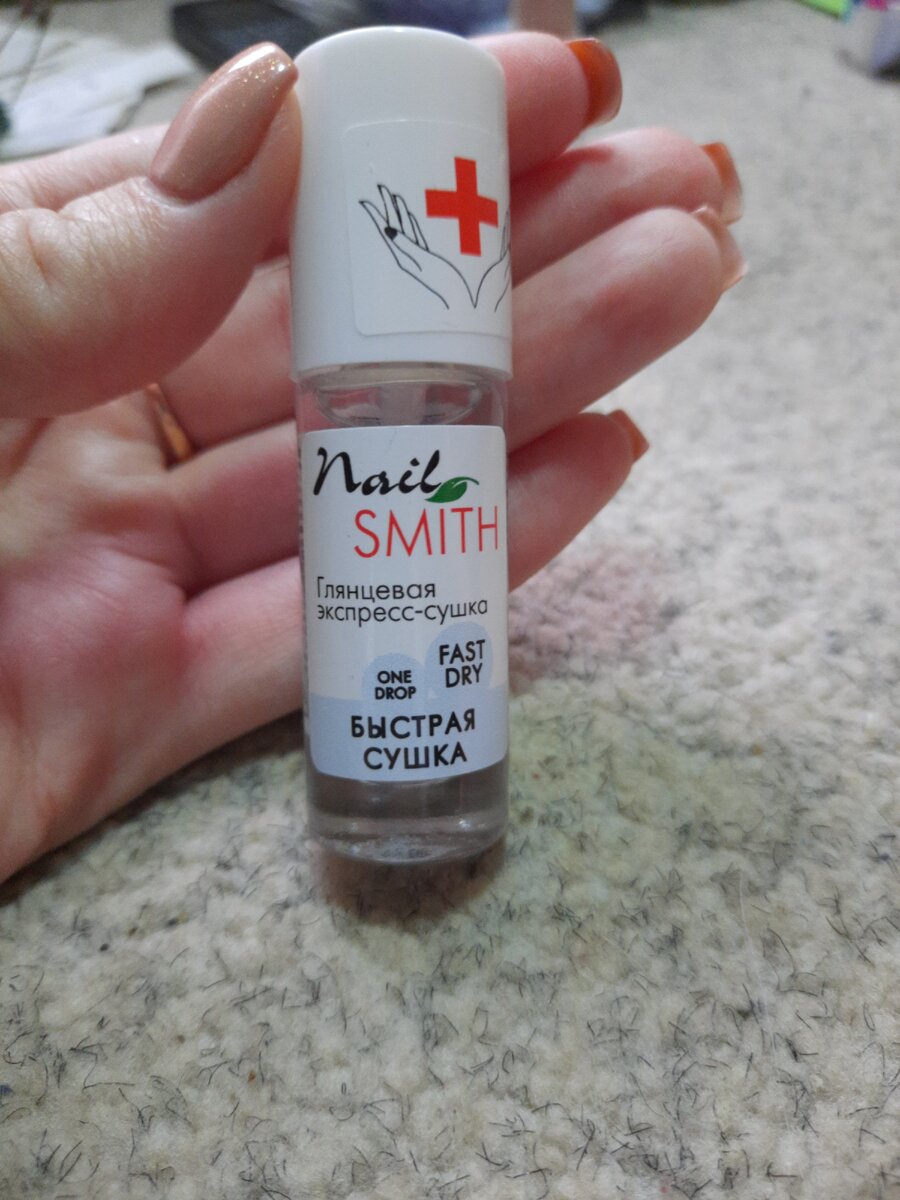 Nail
SMITH
Глянцевая
экспресс-сушка
FAST
DRY
ONE
DROP
БЫСТРАЯ
СУШКА